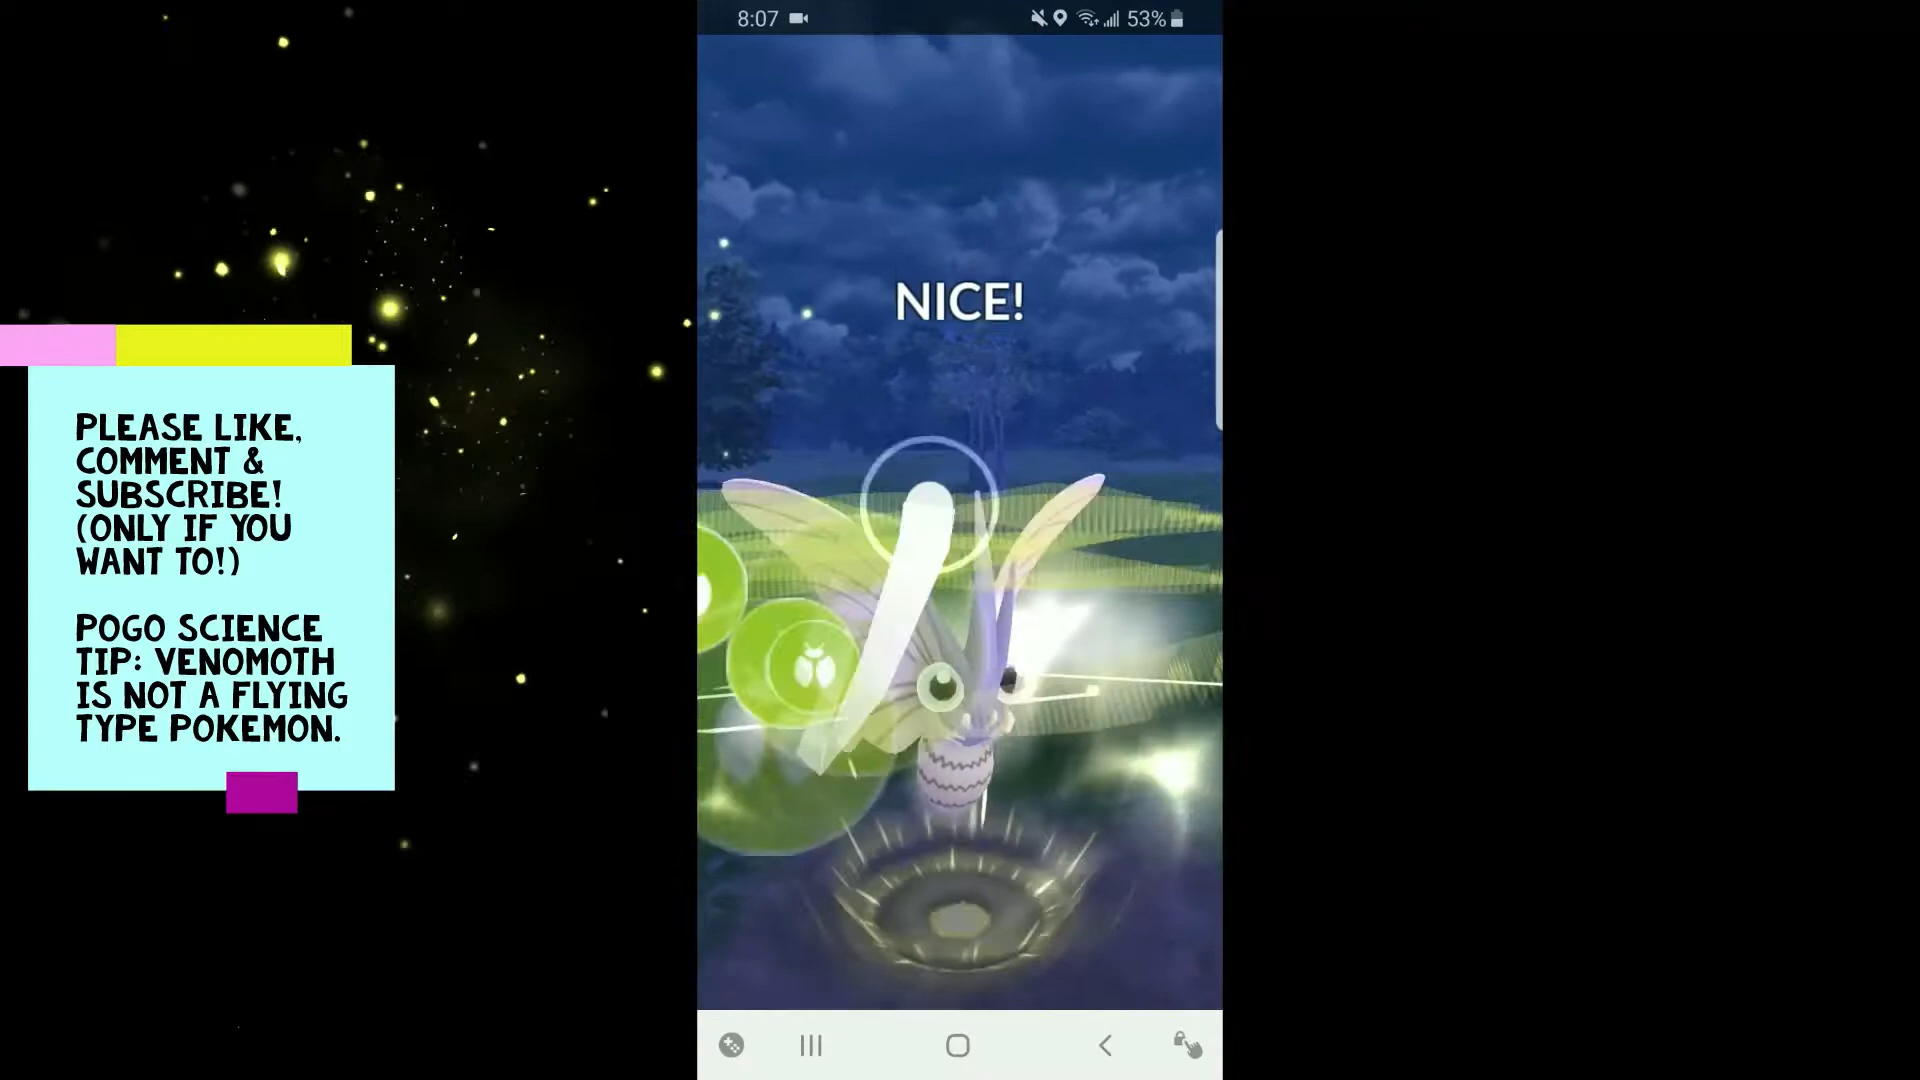 8:07
53%
NICE!
PLEASE LIKE,
COMMENT &
SUBSCRIBE!
(ONLY IF YOU
WANT TO!)
POGO SCIENCE
TIP: VENOMOTH
IS NOT A FLYING
TYPE POKEMON.